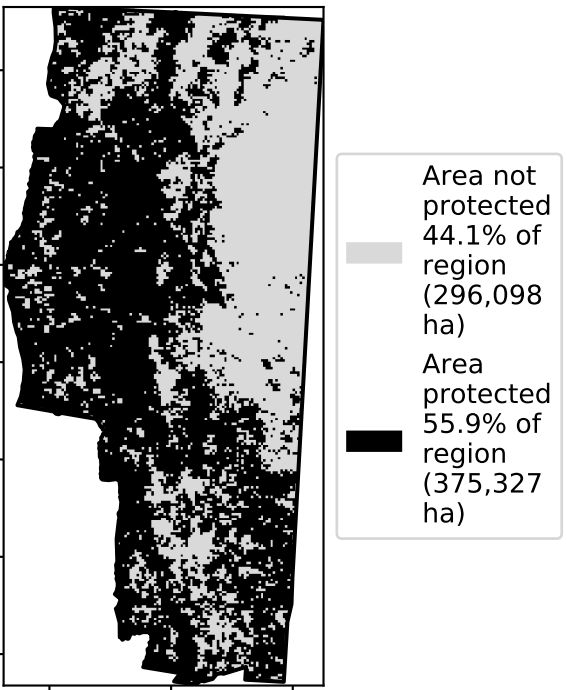 Area not
protected
44.1% of
region
(296,098
ha)
Area
protected
55.9% of
region
(375,327
ha)